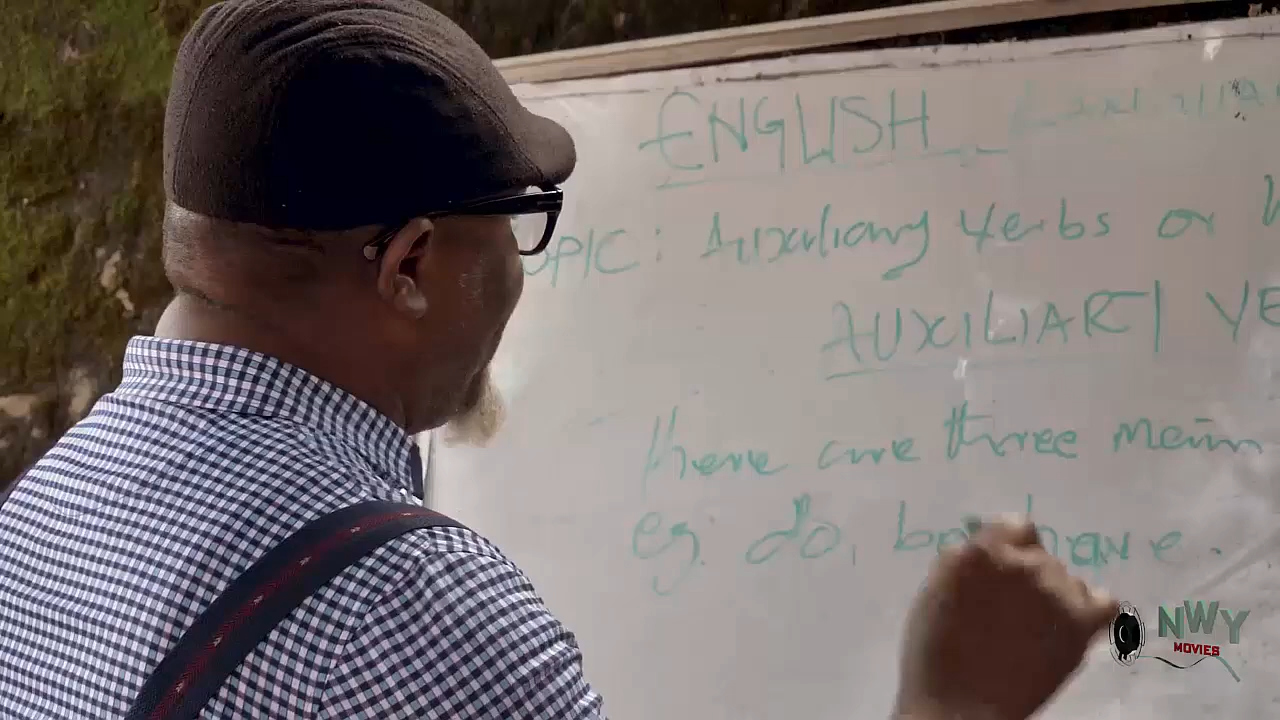 ENGLISH
OPIC: Auxiliary Verbs or
AUXILIARY VE
there are three main
eg. do, be, have.
NWY
MOVIES